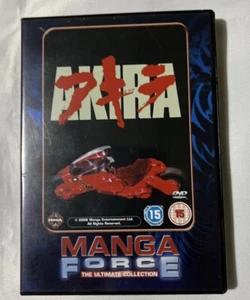 AKIRA
アキラ
© 2005 Manga Entertainment Ltd.
All Rights Reserved.
DVD
15
15
MANGA
FORCE
THE ULTIMATE COLLECTION